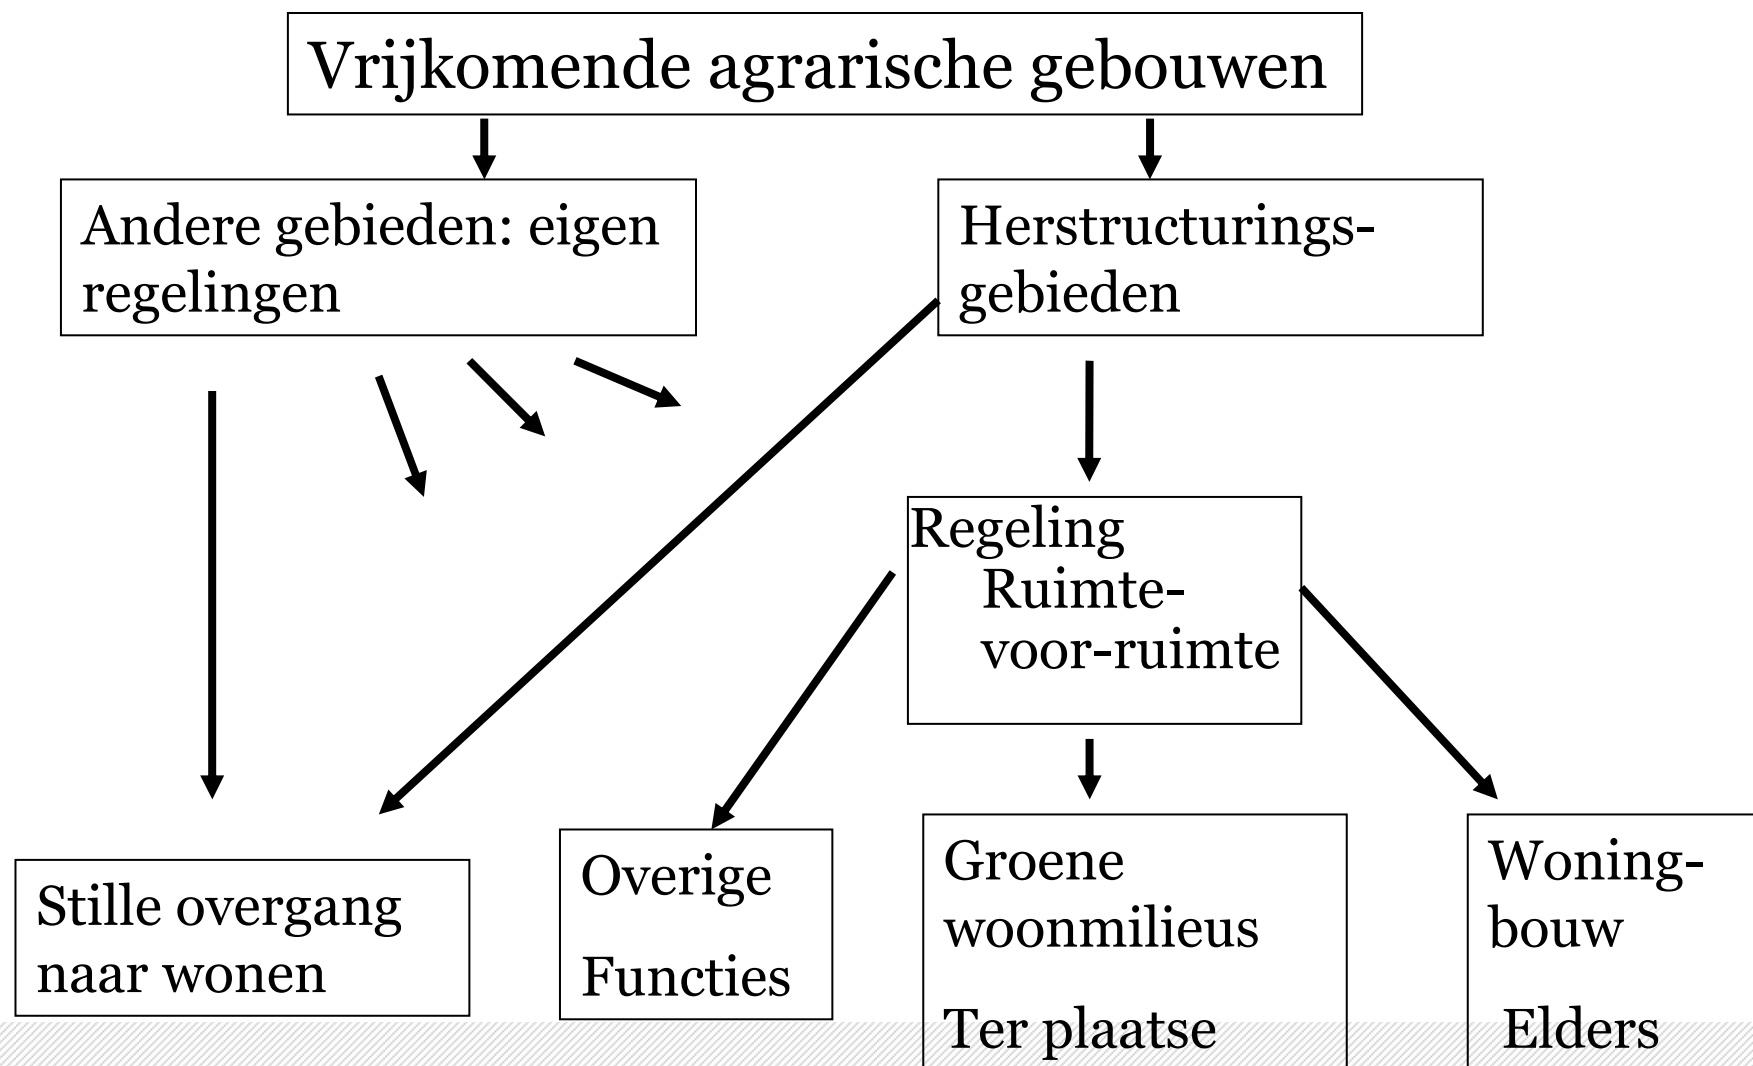 Vrijkomende agrarische gebouwen
Andere gebieden: eigen
regelingen
Herstructurings-
gebieden
Regeling
Ruimte-
voor-ruimte
Stille overgang
naar wonen
Overige
Functies
Groene
woonmilieus
Ter plaatse
Woning-
bouw
Elders